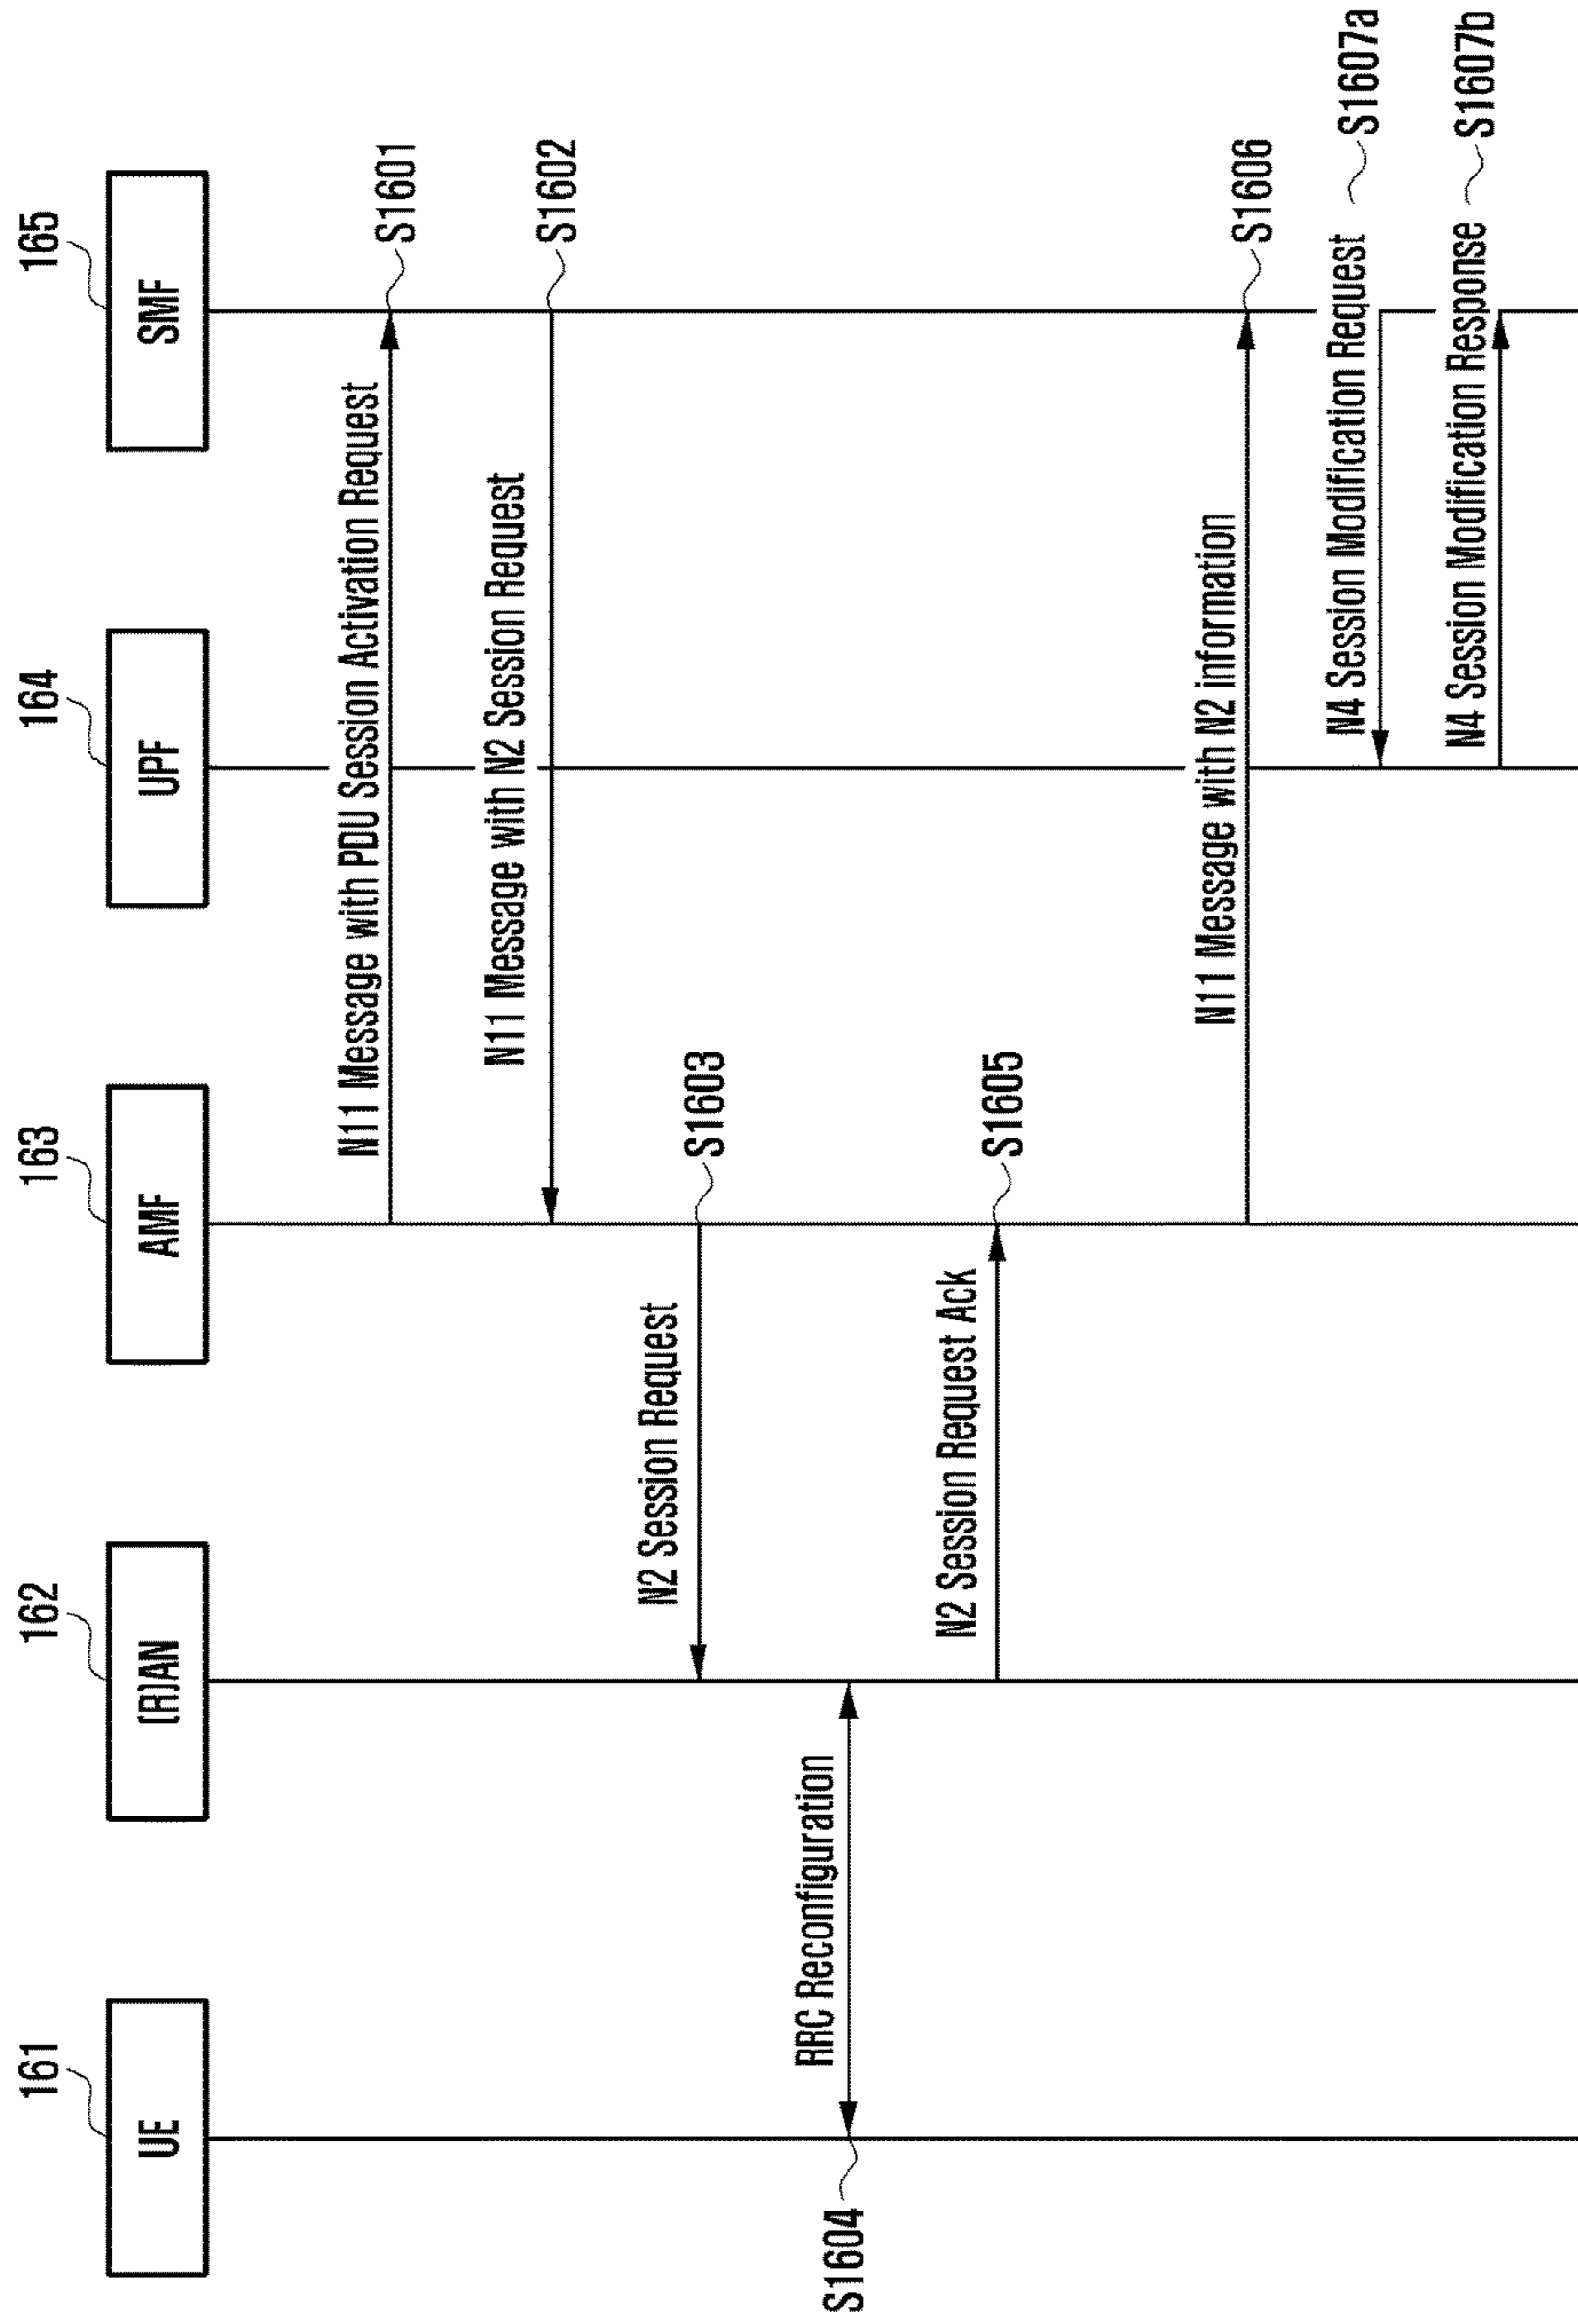 161
162
163
164
165
UE
(R)AN
AMF
UPF
SMF
N11 Message with PDU Session Activation Request
S1601
N11 Message with N2 Session Request
S1602
N2 Session Request
S1603
RRC Reconfiguration
S1604
N2 Session Request Ack
S1605
N11 Message with N2 information
S1606
N4 Session Modification Request
S1607a
N4 Session Modification Response
S1607b